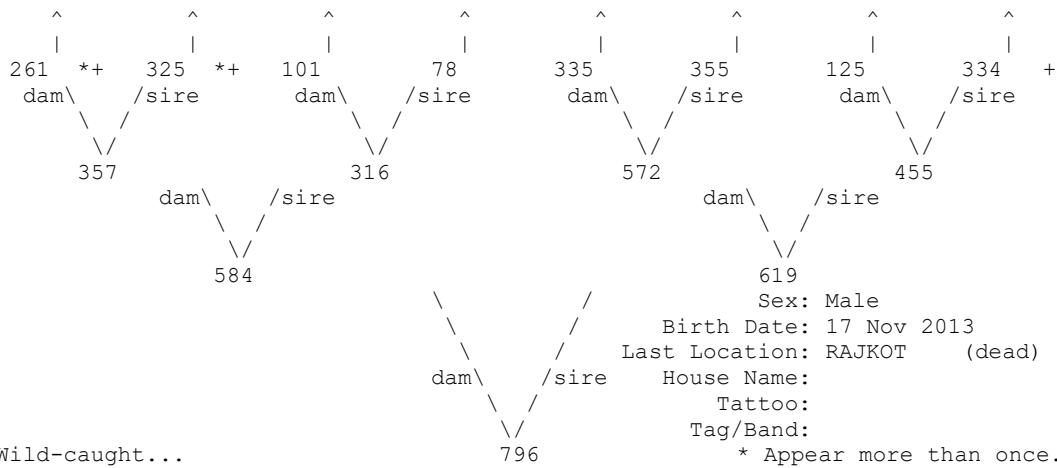 ^ ^ ^ ^ ^ ^ ^ ^
| | | | | | | |
261 *+ 325 *+ 101 78 335 355 125 334 +
dam\ /sire dam\ /sire dam\ /sire dam\ /sire
\ / \ / \ / \ /
\/ \/ \/ \/
357 316 572 455
dam\ /sire dam\ /sire
\ / \ /
\/ \/
584 619
\ / Sex: Male
\ / Birth Date: 17 Nov 2013
\ / Last Location: RAJKOT (dead)
dam\ /sire House Name:
\ / Tattoo:
\/ Tag/Band:
Wild-caught... 796 * Appear more than once.